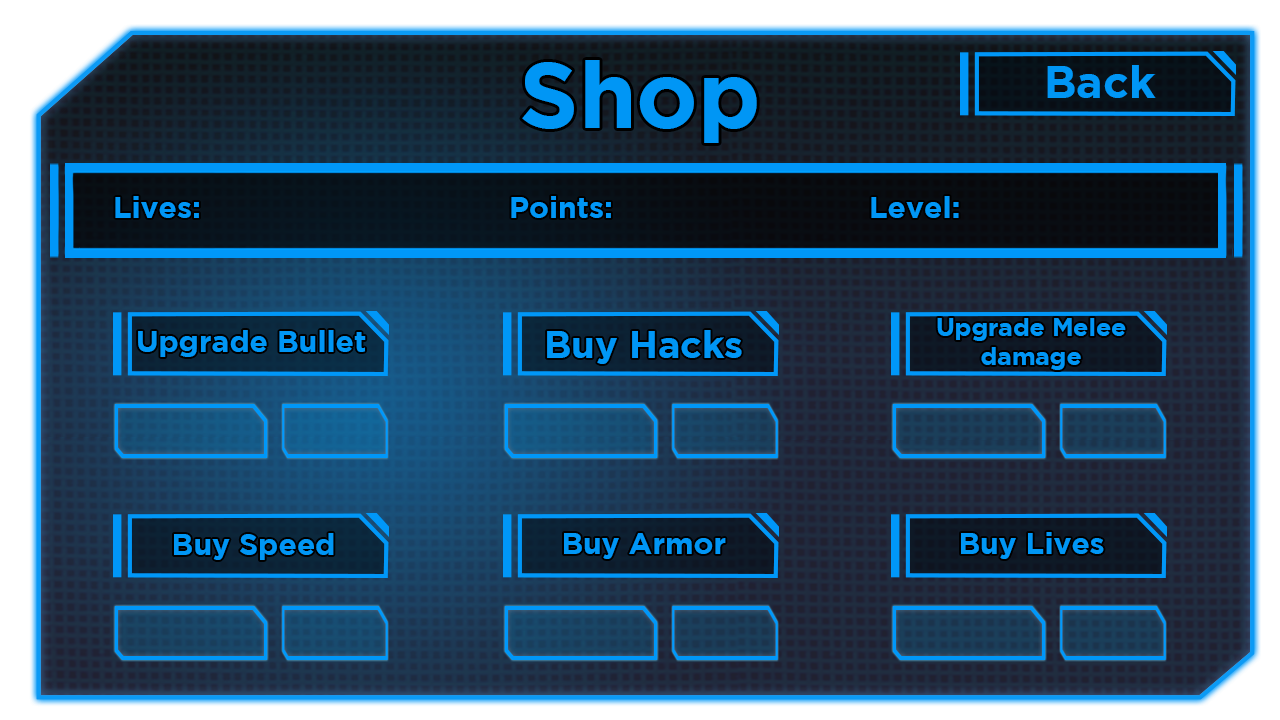 Shop
Back
Lives:
Points:
Level:
Upgrade Bullet
Buy Hacks
Upgrade Melee
damage
Buy Speed
Buy Armor
Buy Lives